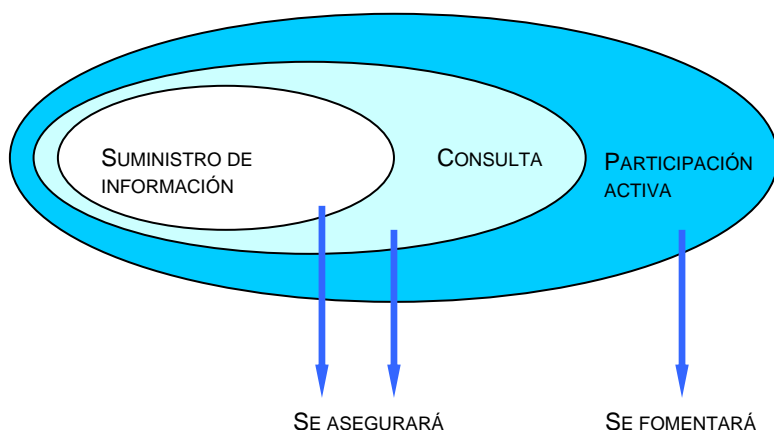 SUMINISTRO DE
INFORMACIÓN
CONSULTA
PARTICIPACIÓN
ACTIVA
SE ASEGURARÁ
SE FOMENTARÁ